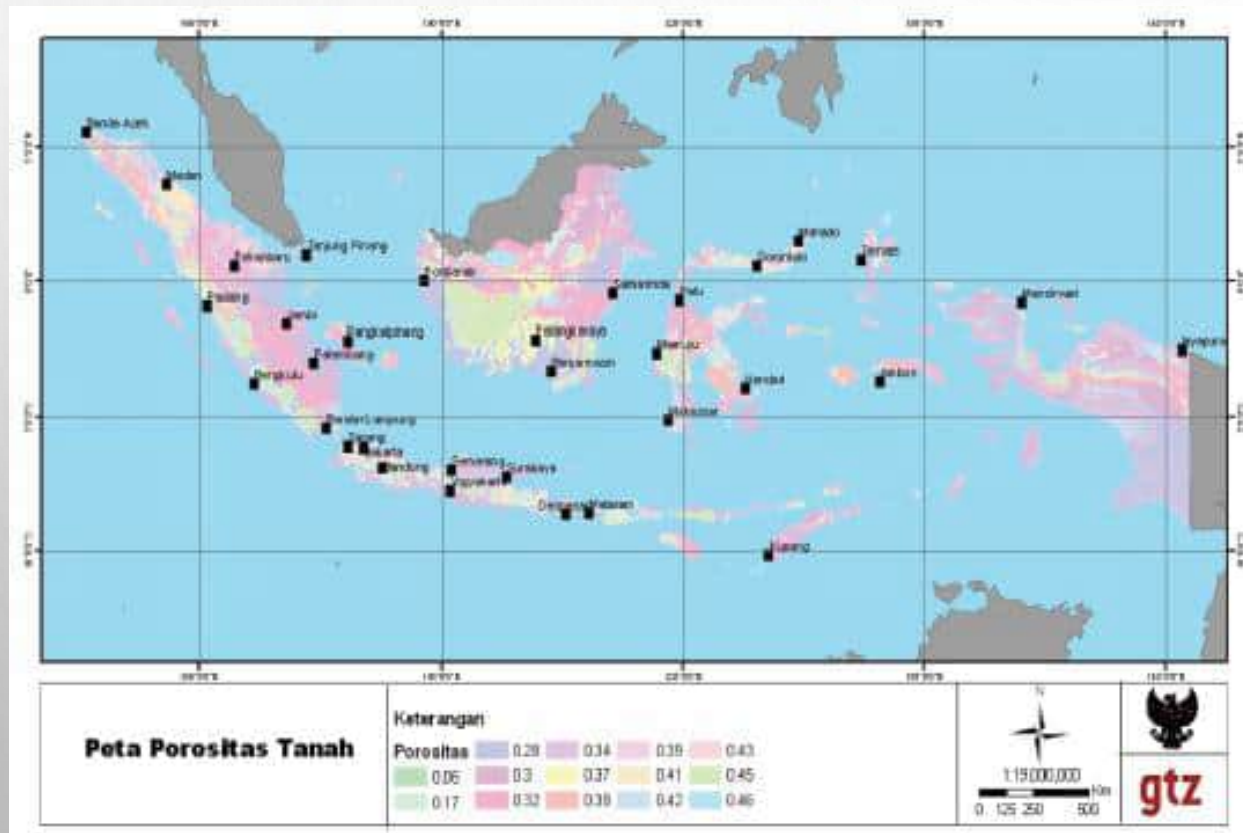 Banda Aceh
Medan
Tanjung Pinang
Pekanbaru
Padang
Jambi
Pangkalpinang
Palembang
Bengkulu
Bandar Lampung
Serang
Jakarta
Bandung
Semarang
Surabaya
Yogyakarta
Denpasar
Mataram
Kupang
Pontianak
Samarinda
Palangkaraya
Banjarmasin
Manado
Gorontalo
Ternate
Palu
Mamuju
Kendari
Makassar
Ambon
Manokwari
Jayapura
Peta Porositas Tanah
Keterangan
Porositas
0.28 0.34 0.39 0.43
0.06 0.3 0.37 0.41 0.45
0.17 0.32 0.38 0.42 0.46
N
1:19,000,000
Km
0 125 250 500
gtz